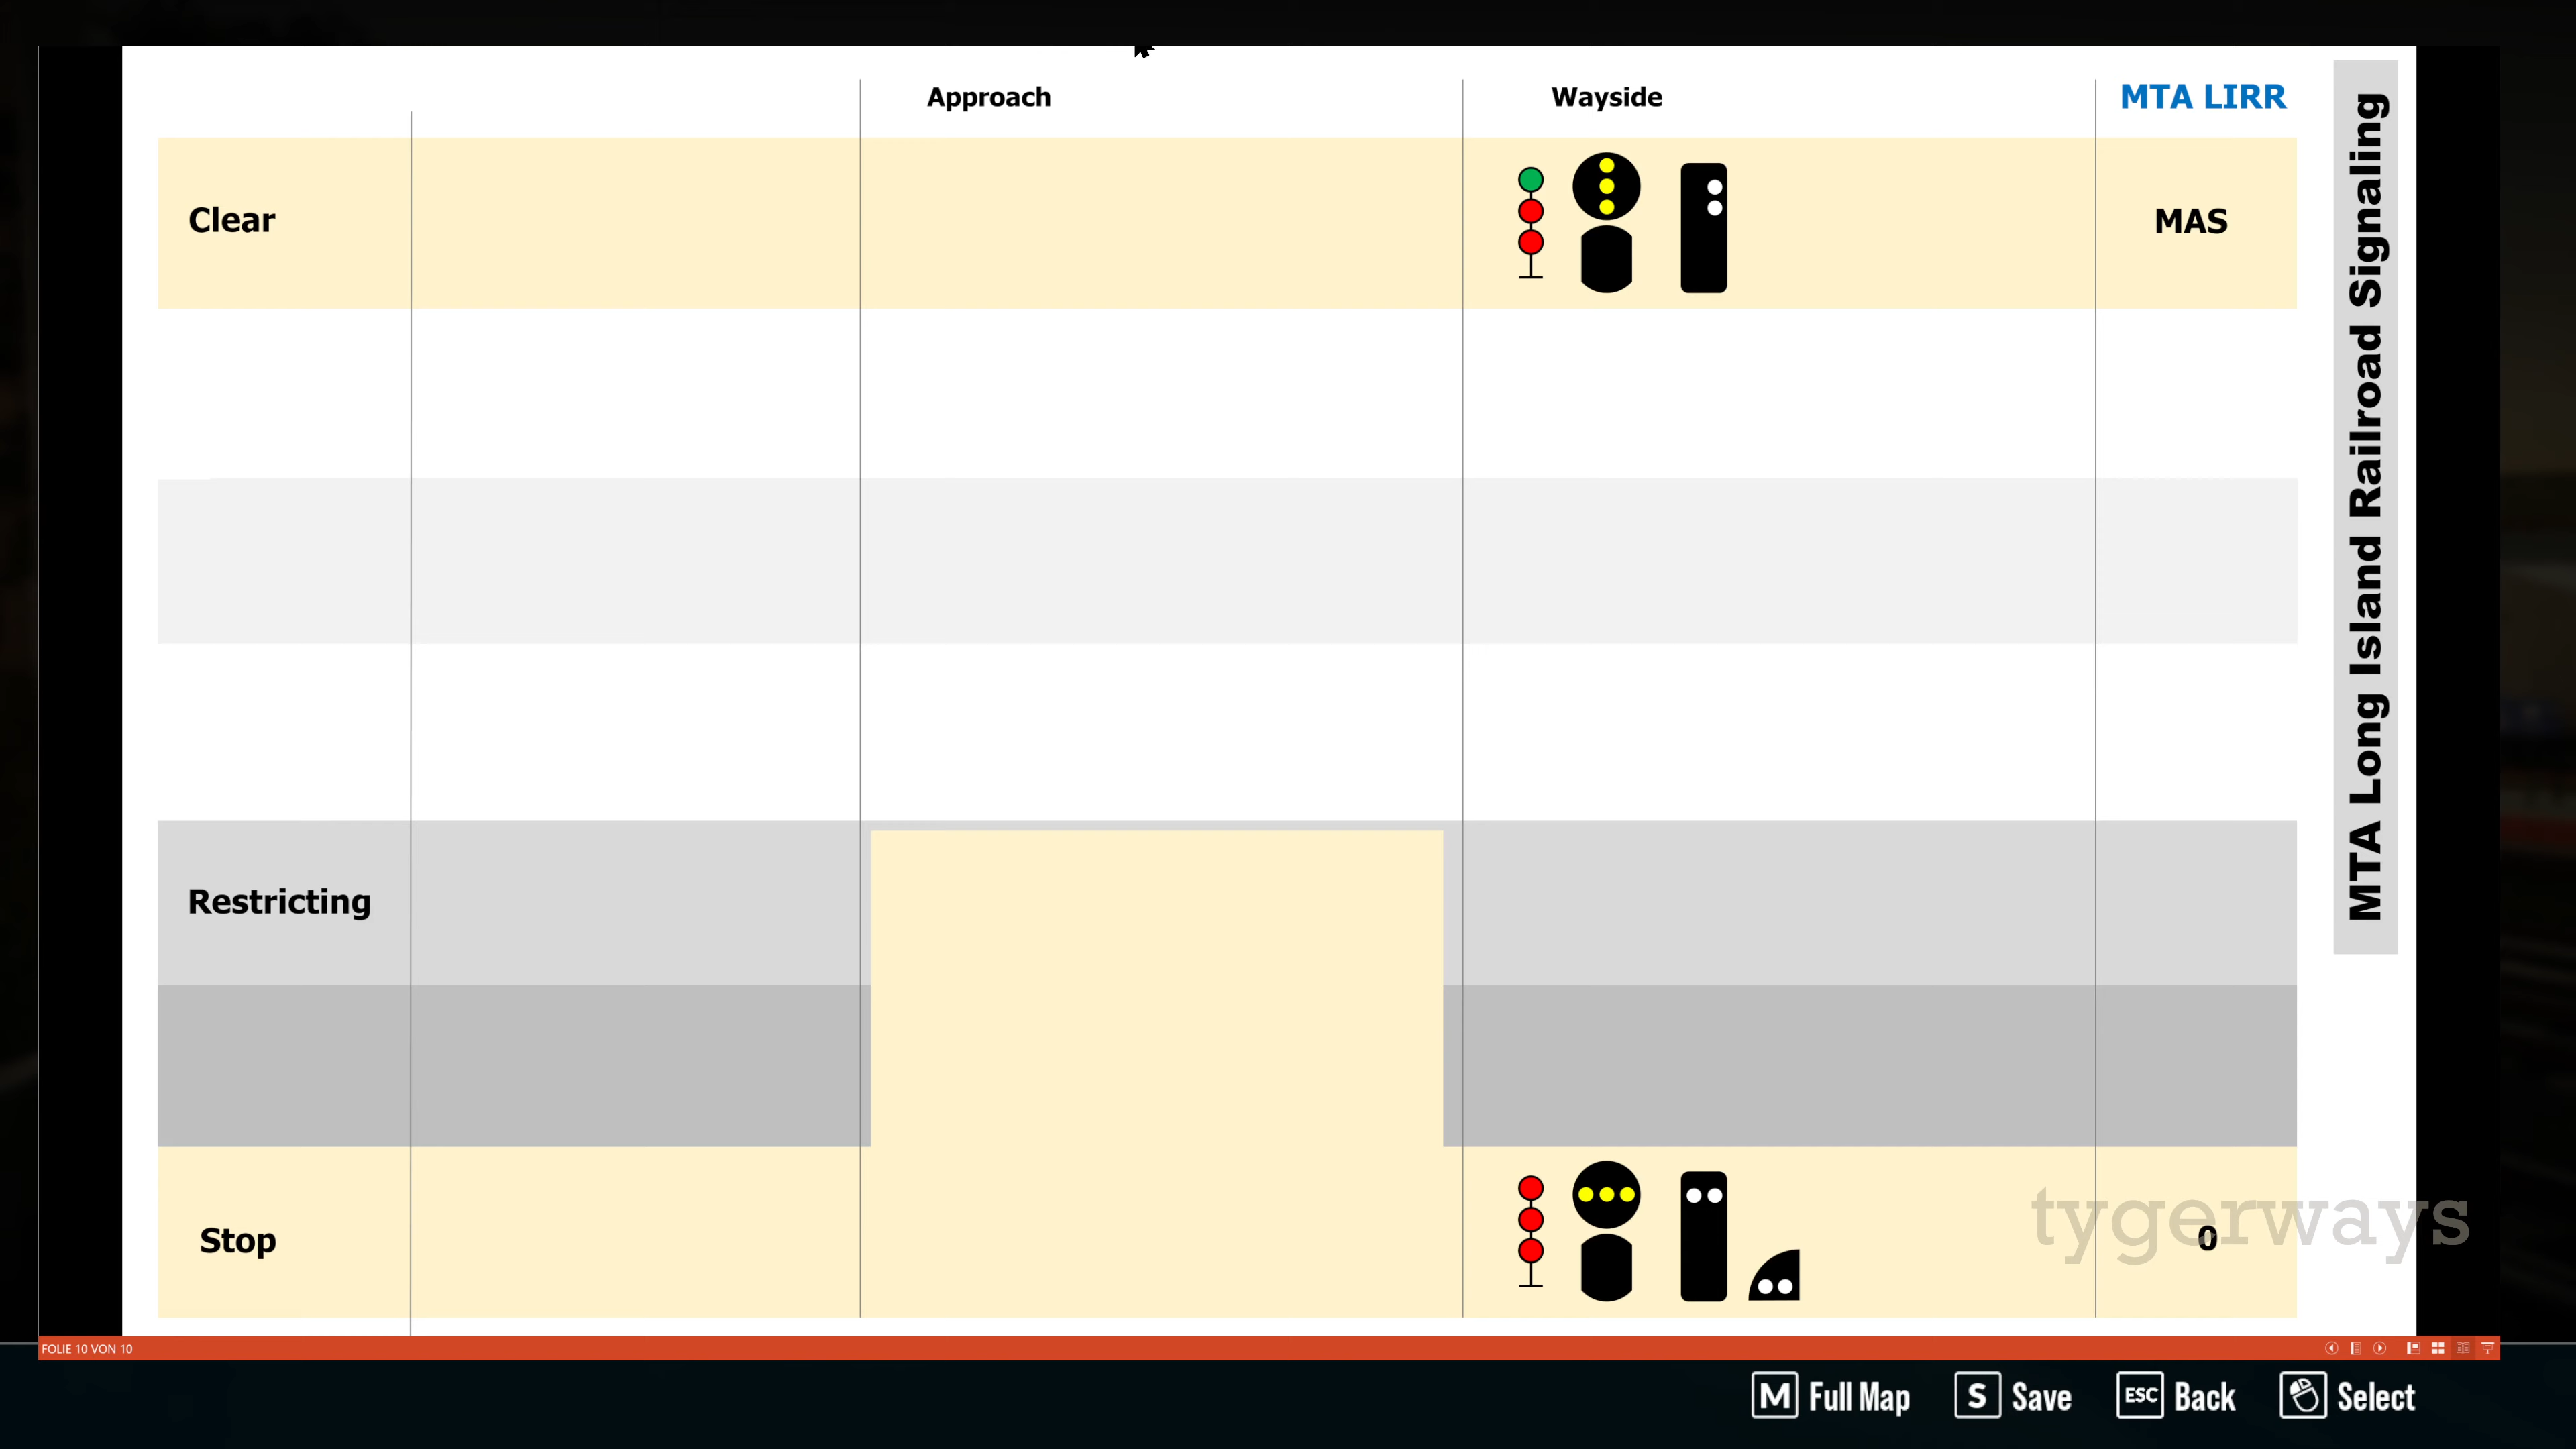 Approach
Wayside
MTA LIRR
MTA Long Island Railroad Signaling
Clear
MAS
Restricting
Stop
0
tygerways
FOLIE 10 VON 10
M Full Map
S Save
ESC Back
Select